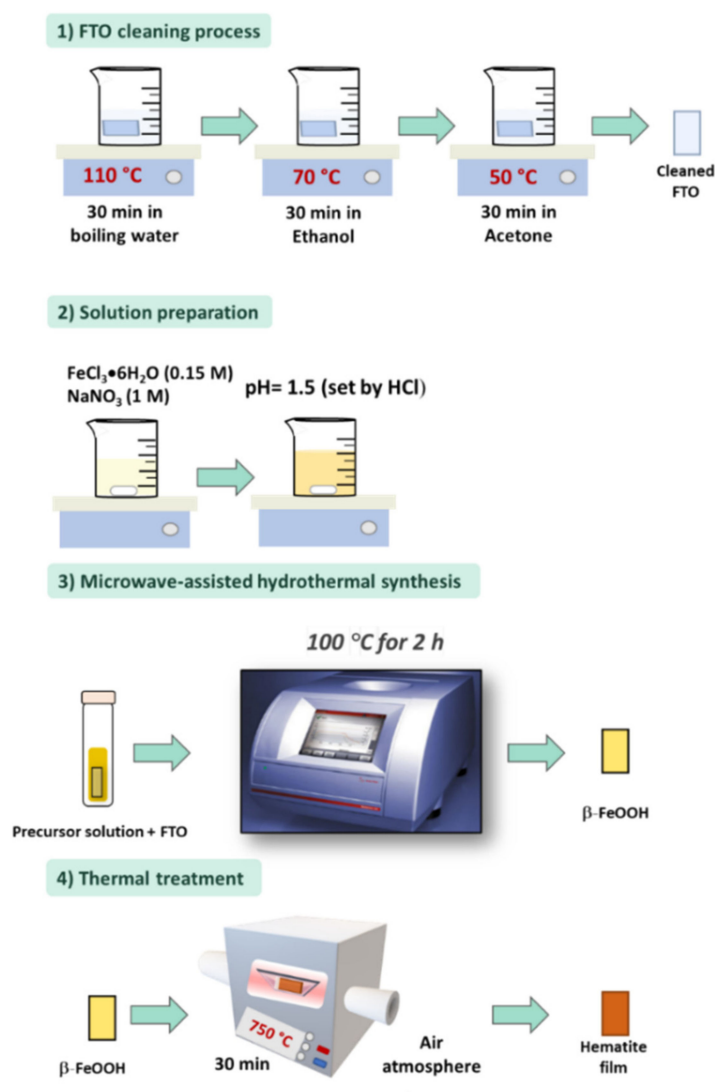 1) FTO cleaning process
110 °C
70 °C
50 °C
30 min in
boiling water
30 min in
Ethanol
30 min in
Acetone
Cleaned
FTO
2) Solution preparation
FeCl₃•6H₂O (0.15 M)
NaNO₃ (1 M)
pH= 1.5 (set by HCl)
3) Microwave-assisted hydrothermal synthesis
100 °C for 2 h
Precursor solution + FTO
β-FeOOH
4) Thermal treatment
750 °C
β-FeOOH
30 min
Air
atmosphere
Hematite
film